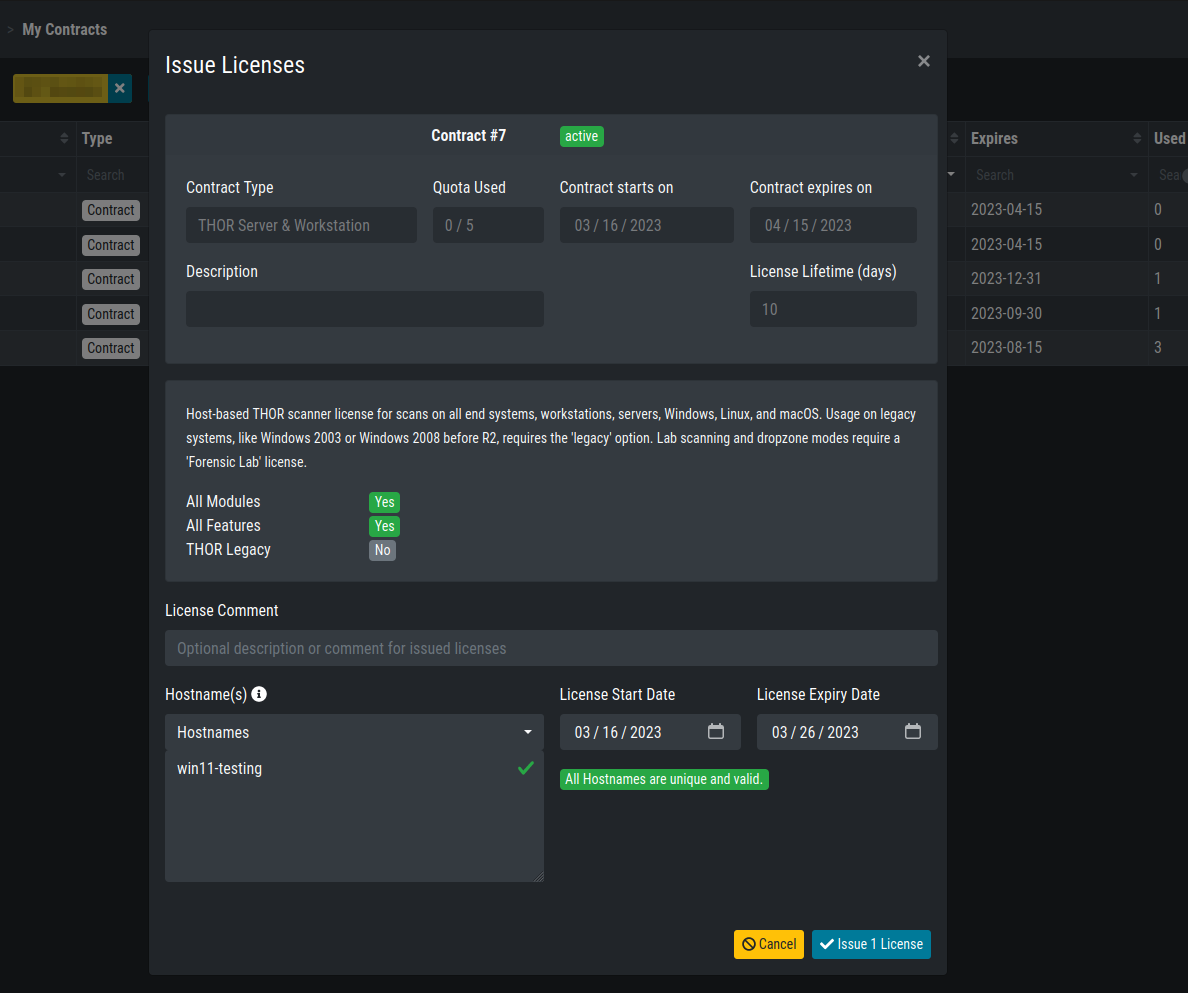 > My Contracts
Issue Licenses
×
Contract #7 active
Type
Expires
Used
Search
Search
Sea
Contract Type Quota Used Contract starts on Contract expires on
THOR Server & Workstation 0 / 5 03 / 16 / 2023 04 / 15 / 2023
Description License Lifetime (days)
10
Contract 2023-04-15 0
Contract 2023-04-15 0
Contract 2023-12-31 1
Contract 2023-09-30 1
Contract 2023-08-15 3
Host-based THOR scanner license for scans on all end systems, workstations, servers, Windows, Linux, and macOS. Usage on legacy
systems, like Windows 2003 or Windows 2008 before R2, requires the 'legacy' option. Lab scanning and dropzone modes require a
'Forensic Lab' license.
All Modules Yes
All Features Yes
THOR Legacy No
License Comment
Optional description or comment for issued licenses
Hostname(s) License Start Date License Expiry Date
Hostnames 03 / 16 / 2023 03 / 26 / 2023
win11-testing
All Hostnames are unique and valid.
Cancel Issue 1 License